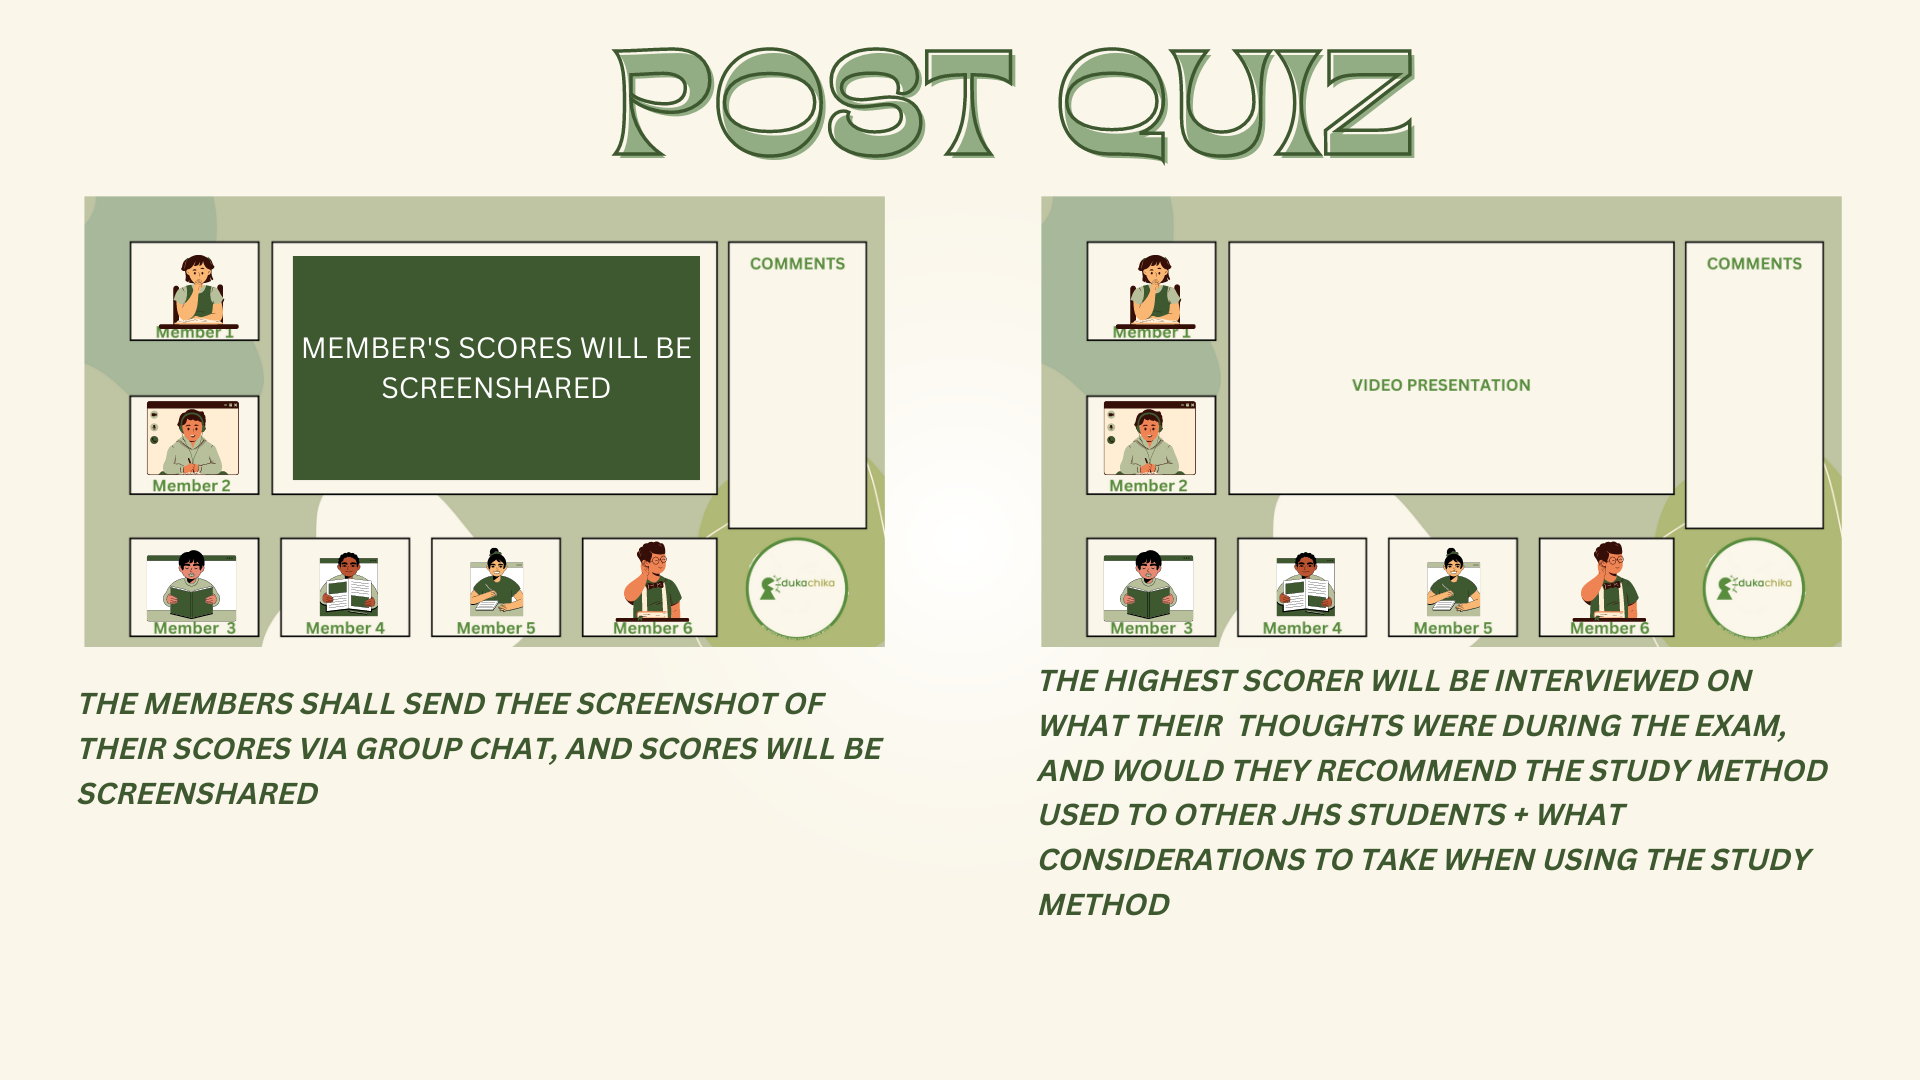 POST QUIZ
Member 1
Member 2
MEMBER'S SCORES WILL BE
SCREENSHARED
COMMENTS
Member 3
Member 4
Member 5
Member 6
dukachika
THE MEMBERS SHALL SEND THEE SCREENSHOT OF
THEIR SCORES VIA GROUP CHAT, AND SCORES WILL BE
SCREENSHARED
Member 1
Member 2
VIDEO PRESENTATION
COMMENTS
Member 3
Member 4
Member 5
Member 6
dukachika
THE HIGHEST SCORER WILL BE INTERVIEWED ON
WHAT THEIR THOUGHTS WERE DURING THE EXAM,
AND WOULD THEY RECOMMEND THE STUDY METHOD
USED TO OTHER JHS STUDENTS + WHAT
CONSIDERATIONS TO TAKE WHEN USING THE STUDY
METHOD